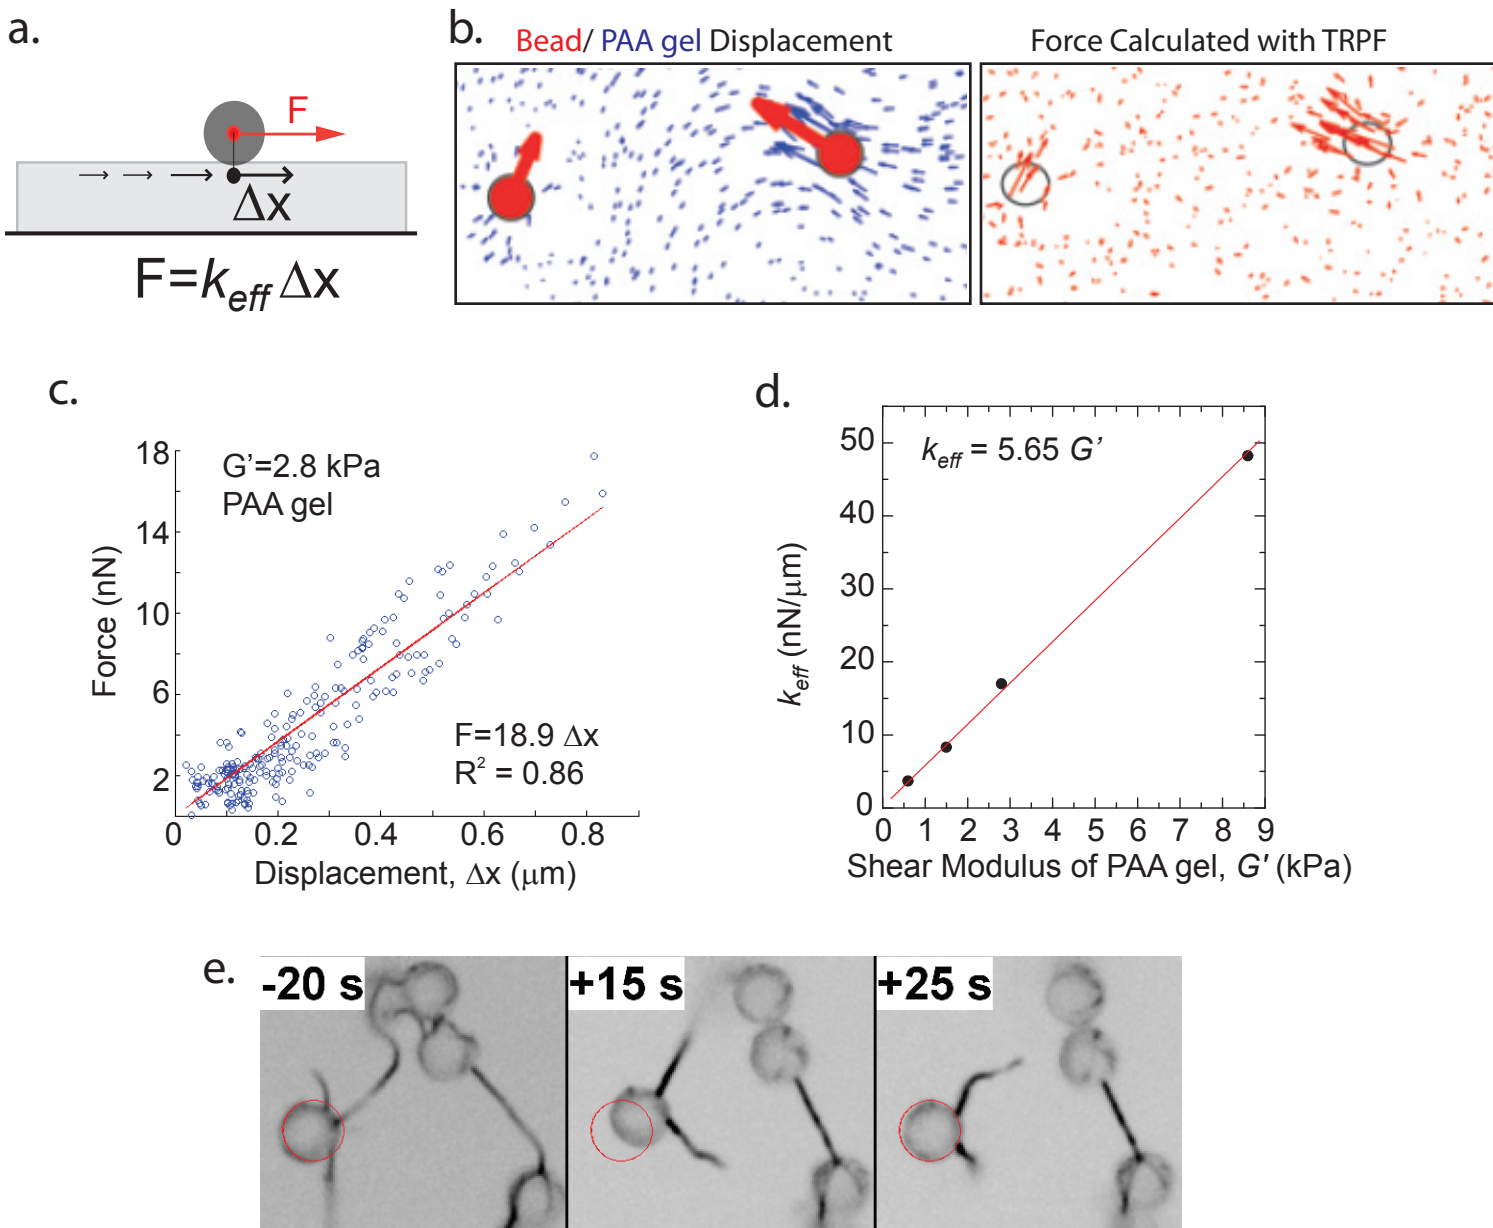 a.
F
Δx
F=k_eff Δx
b.
Bead/ PAA gel Displacement
Force Calculated with TRPF
c.
18
14
10
6
2
Force (nN)
G'=2.8 kPa
PAA gel
F=18.9 Δx
R² = 0.86
0 0.2 0.4 0.6 0.8
Displacement, Δx (μm)
d.
50
40
30
20
10
0
k_eff (nN/μm)
k_eff = 5.65 G'
0 1 2 3 4 5 6 7 8 9
Shear Modulus of PAA gel, G' (kPa)
e.
-20 s
+15 s
+25 s